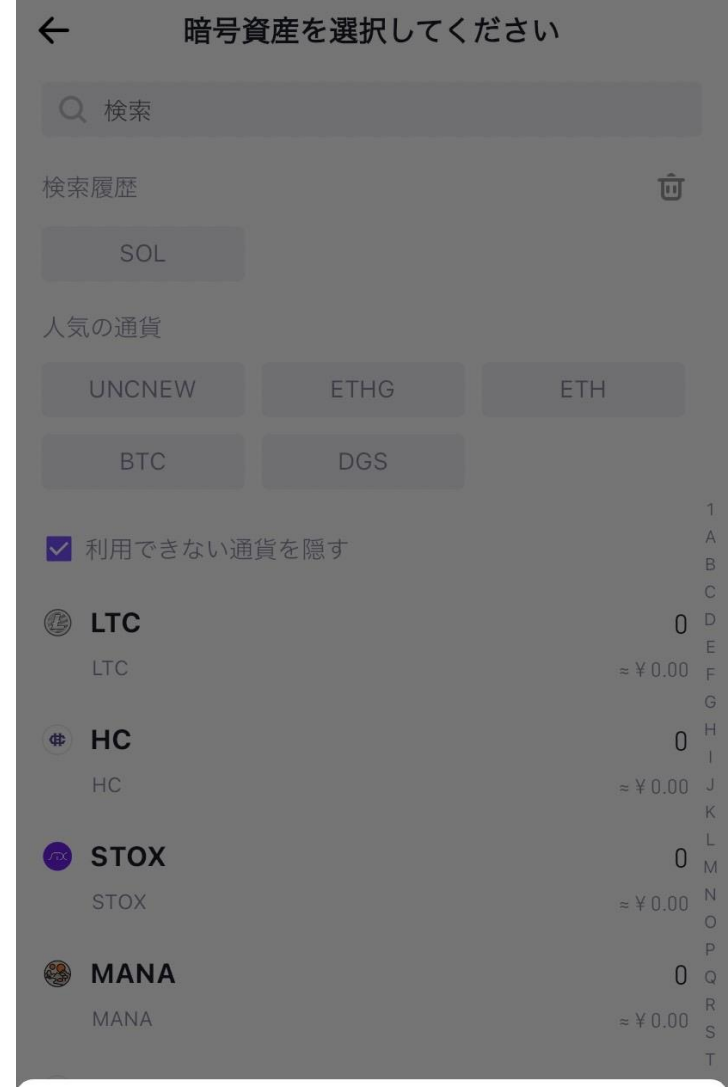 暗号資産を選択してください
検索
検索履歴
SOL
人気の通貨
UNCNEW ETHG ETH
BTC DGS
利用できない通貨を隠す
LTC 0
LTC ≈ ¥ 0.00
HC 0
HC ≈ ¥ 0.00
STOX 0
STOX ≈ ¥ 0.00
MANA 0
MANA ≈ ¥ 0.00
1
A
B
C
D
E
F
G
H
I
J
K
L
M
N
O
P
Q
R
S
T